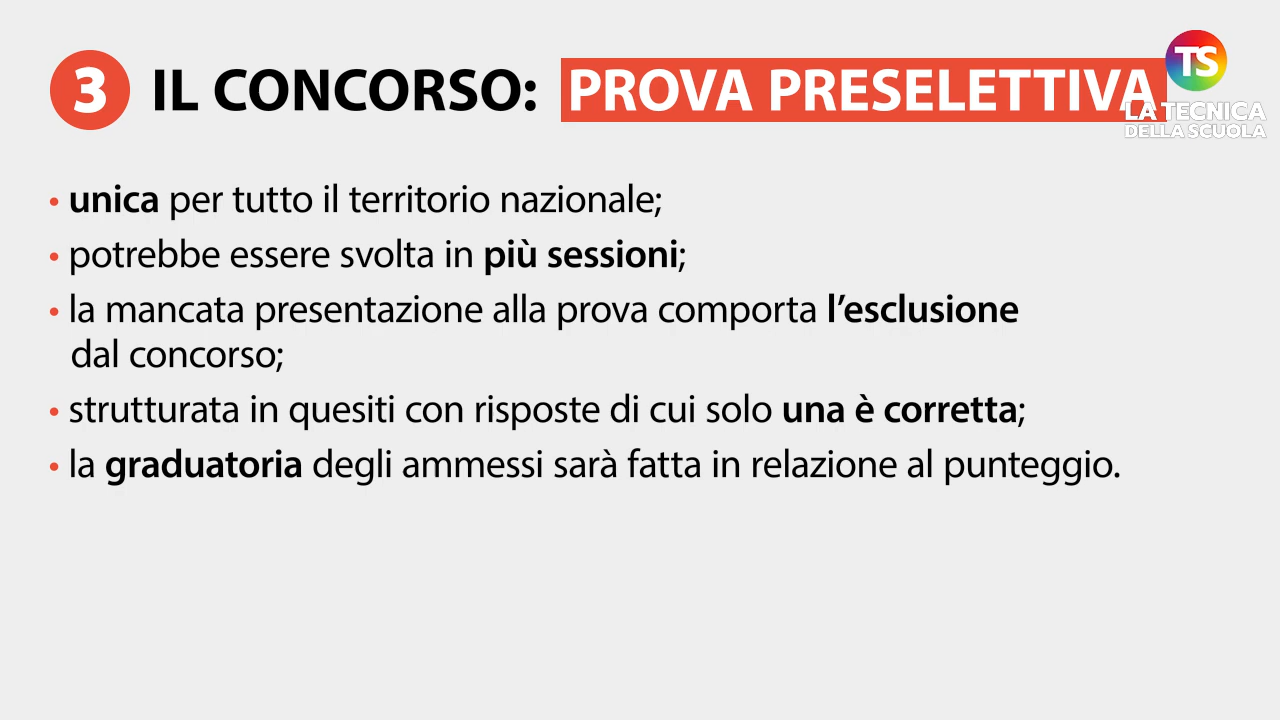 3 IL CONCORSO: PROVA PRESELETTIVA
TS
LA TECNICA
DELLA SCUOLA
• unica per tutto il territorio nazionale;
• potrebbe essere svolta in più sessioni;
• la mancata presentazione alla prova comporta l’esclusione
dal concorso;
• strutturata in quesiti con risposte di cui solo una è corretta;
• la graduatoria degli ammessi sarà fatta in relazione al punteggio.